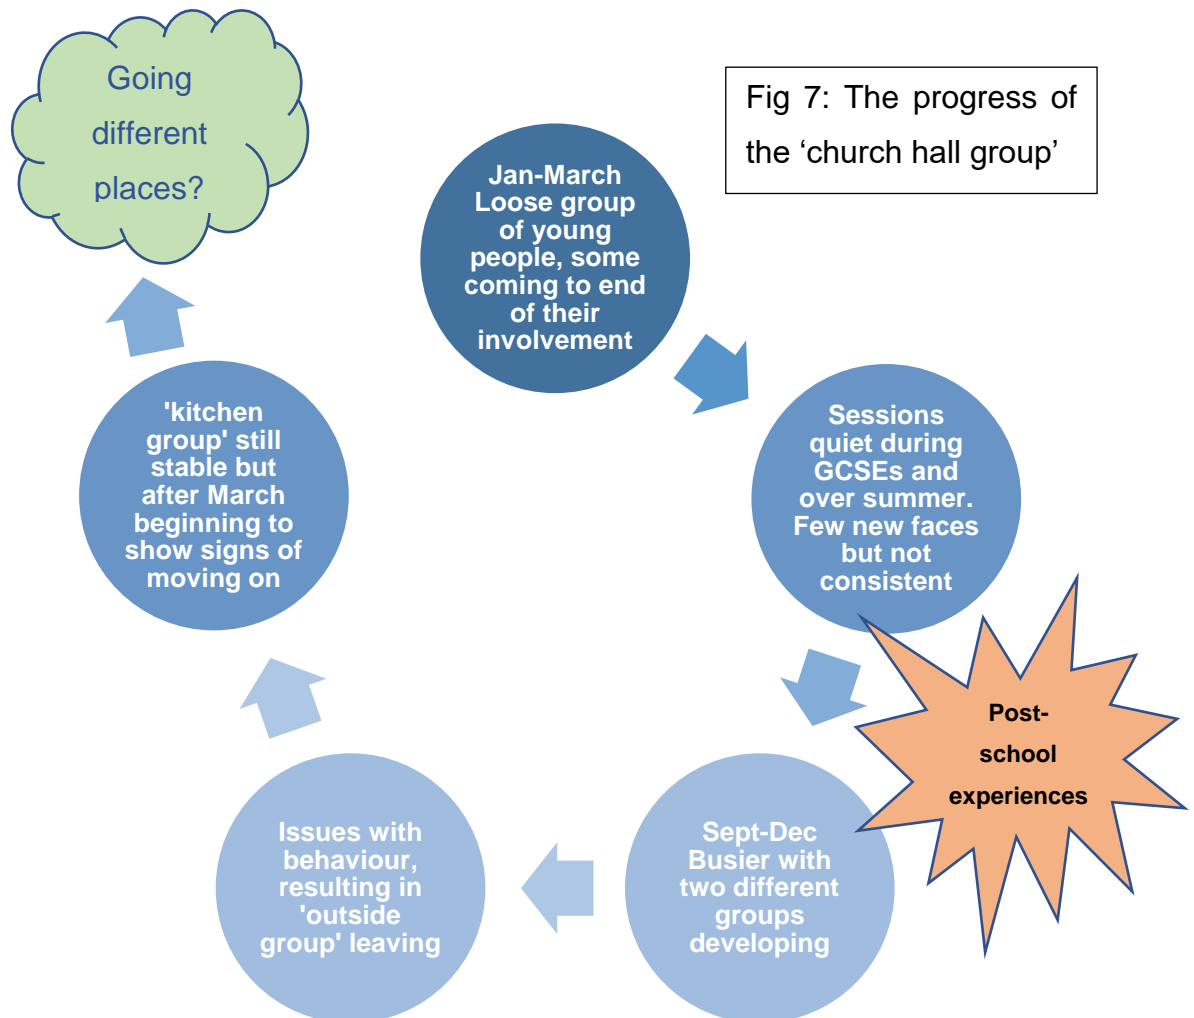 Going
different
places?
Fig 7: The progress of
the ‘church hall group’
Jan-March
Loose group
of young
people, some
coming to end
of their
involvement
Sessions
quiet during
GCSEs and
over summer.
Few new faces
but not
consistent
Post-
school
experiences
Sept-Dec
Busier with
two different
groups
developing
Issues with
behaviour,
resulting in
'outside
group' leaving
'kitchen
group' still
stable but
after March
beginning to
show signs of
moving on